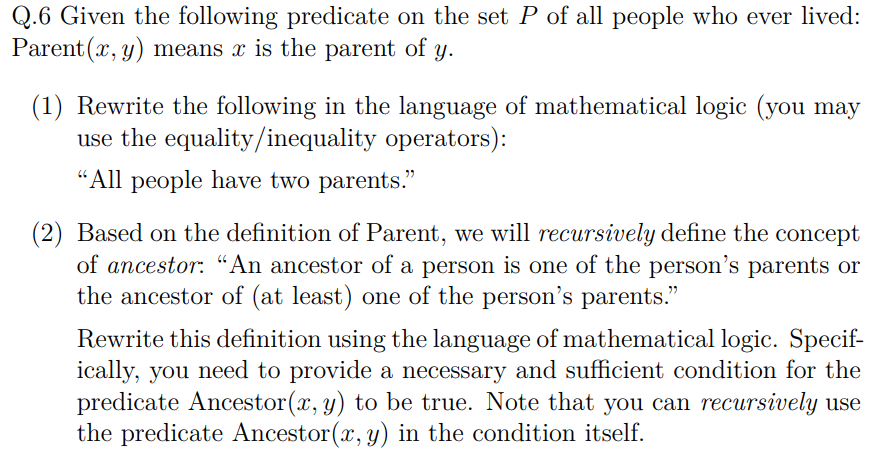 Q.6 Given the following predicate on the set P of all people who ever lived:
Parent(x, y) means x is the parent of y.
(1) Rewrite the following in the language of mathematical logic (you may
use the equality/inequality operators):
“All people have two parents.”
(2) Based on the definition of Parent, we will recursively define the concept
of ancestor: “An ancestor of a person is one of the person’s parents or
the ancestor of (at least) one of the person’s parents.”
Rewrite this definition using the language of mathematical logic. Specif-
ically, you need to provide a necessary and sufficient condition for the
predicate Ancestor(x, y) to be true. Note that you can recursively use
the predicate Ancestor(x, y) in the condition itself.